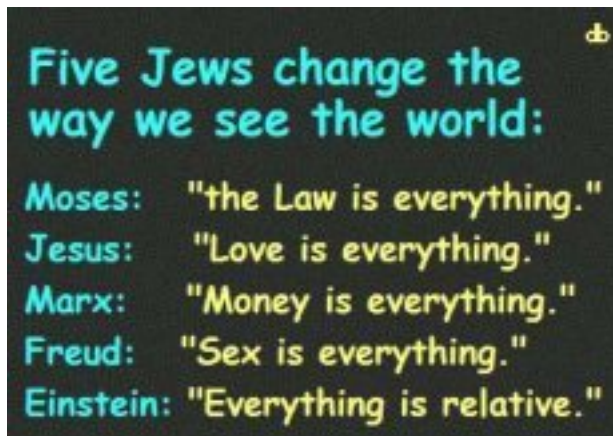 Five Jews change the
way we see the world:
Moses: "the Law is everything."
Jesus: "Love is everything."
Marx: "Money is everything."
Freud: "Sex is everything."
Einstein: "Everything is relative."